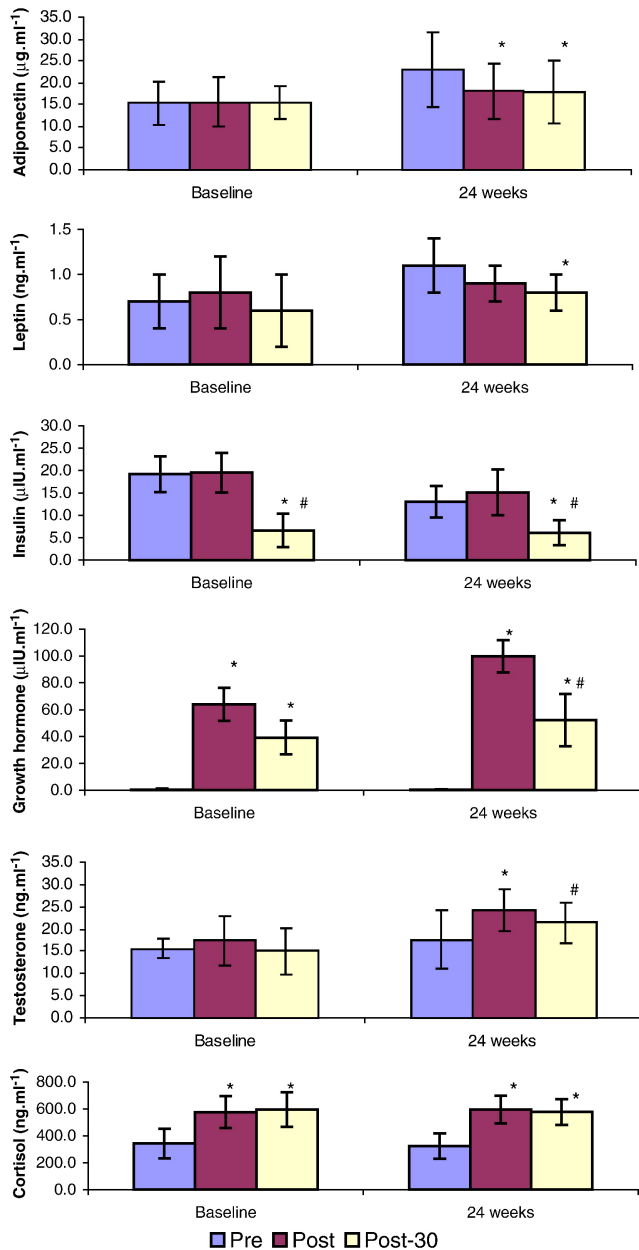 Adiponectin (μg.ml-1)
35.0
30.0
25.0
20.0
15.0
10.0
5.0
0.0
* *
Baseline 24 weeks
Leptin (ng.ml-1)
1.5
1.0
0.5
0.0
*
Baseline 24 weeks
Insulin (μIU.ml-1)
30.0
25.0
20.0
15.0
10.0
5.0
0.0
* # * #
Baseline 24 weeks
Growth hormone (μIU.ml-1)
120.0
100.0
80.0
60.0
40.0
20.0
0.0
* * * * #
Baseline 24 weeks
Testosterone (ng.ml-1)
35.0
30.0
25.0
20.0
15.0
10.0
5.0
0.0
* #
Baseline 24 weeks
Cortisol (ng.ml-1)
800.0
600.0
400.0
200.0
0.0
* * * *
Baseline 24 weeks
Pre Post Post-30